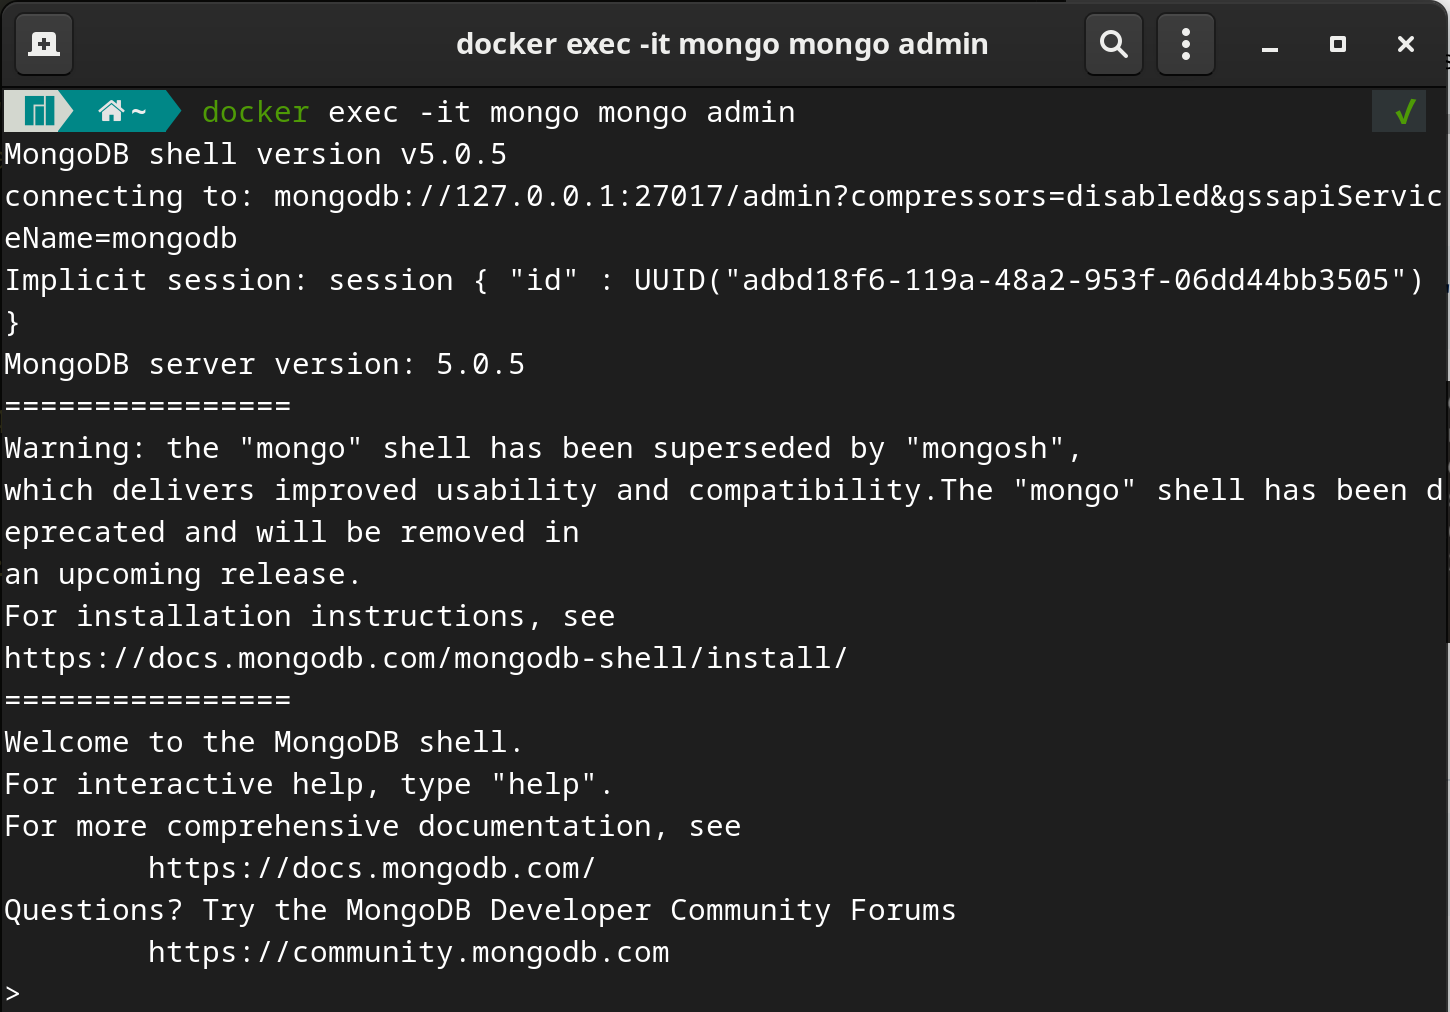 docker exec -it mongo mongo admin
~ docker exec -it mongo mongo admin √
MongoDB shell version v5.0.5
connecting to: mongodb://127.0.0.1:27017/admin?compressors=disabled&gssapiServic
eName=mongodb
Implicit session: session { "id" : UUID("adbd18f6-119a-48a2-953f-06dd44bb3505")
}
MongoDB server version: 5.0.5
================
Warning: the "mongo" shell has been superseded by "mongosh",
which delivers improved usability and compatibility.The "mongo" shell has been d
eprecated and will be removed in
an upcoming release.
For installation instructions, see
https://docs.mongodb.com/mongodb-shell/install/
================
Welcome to the MongoDB shell.
For interactive help, type "help".
For more comprehensive documentation, see
https://docs.mongodb.com/
Questions? Try the MongoDB Developer Community Forums
https://community.mongodb.com
>